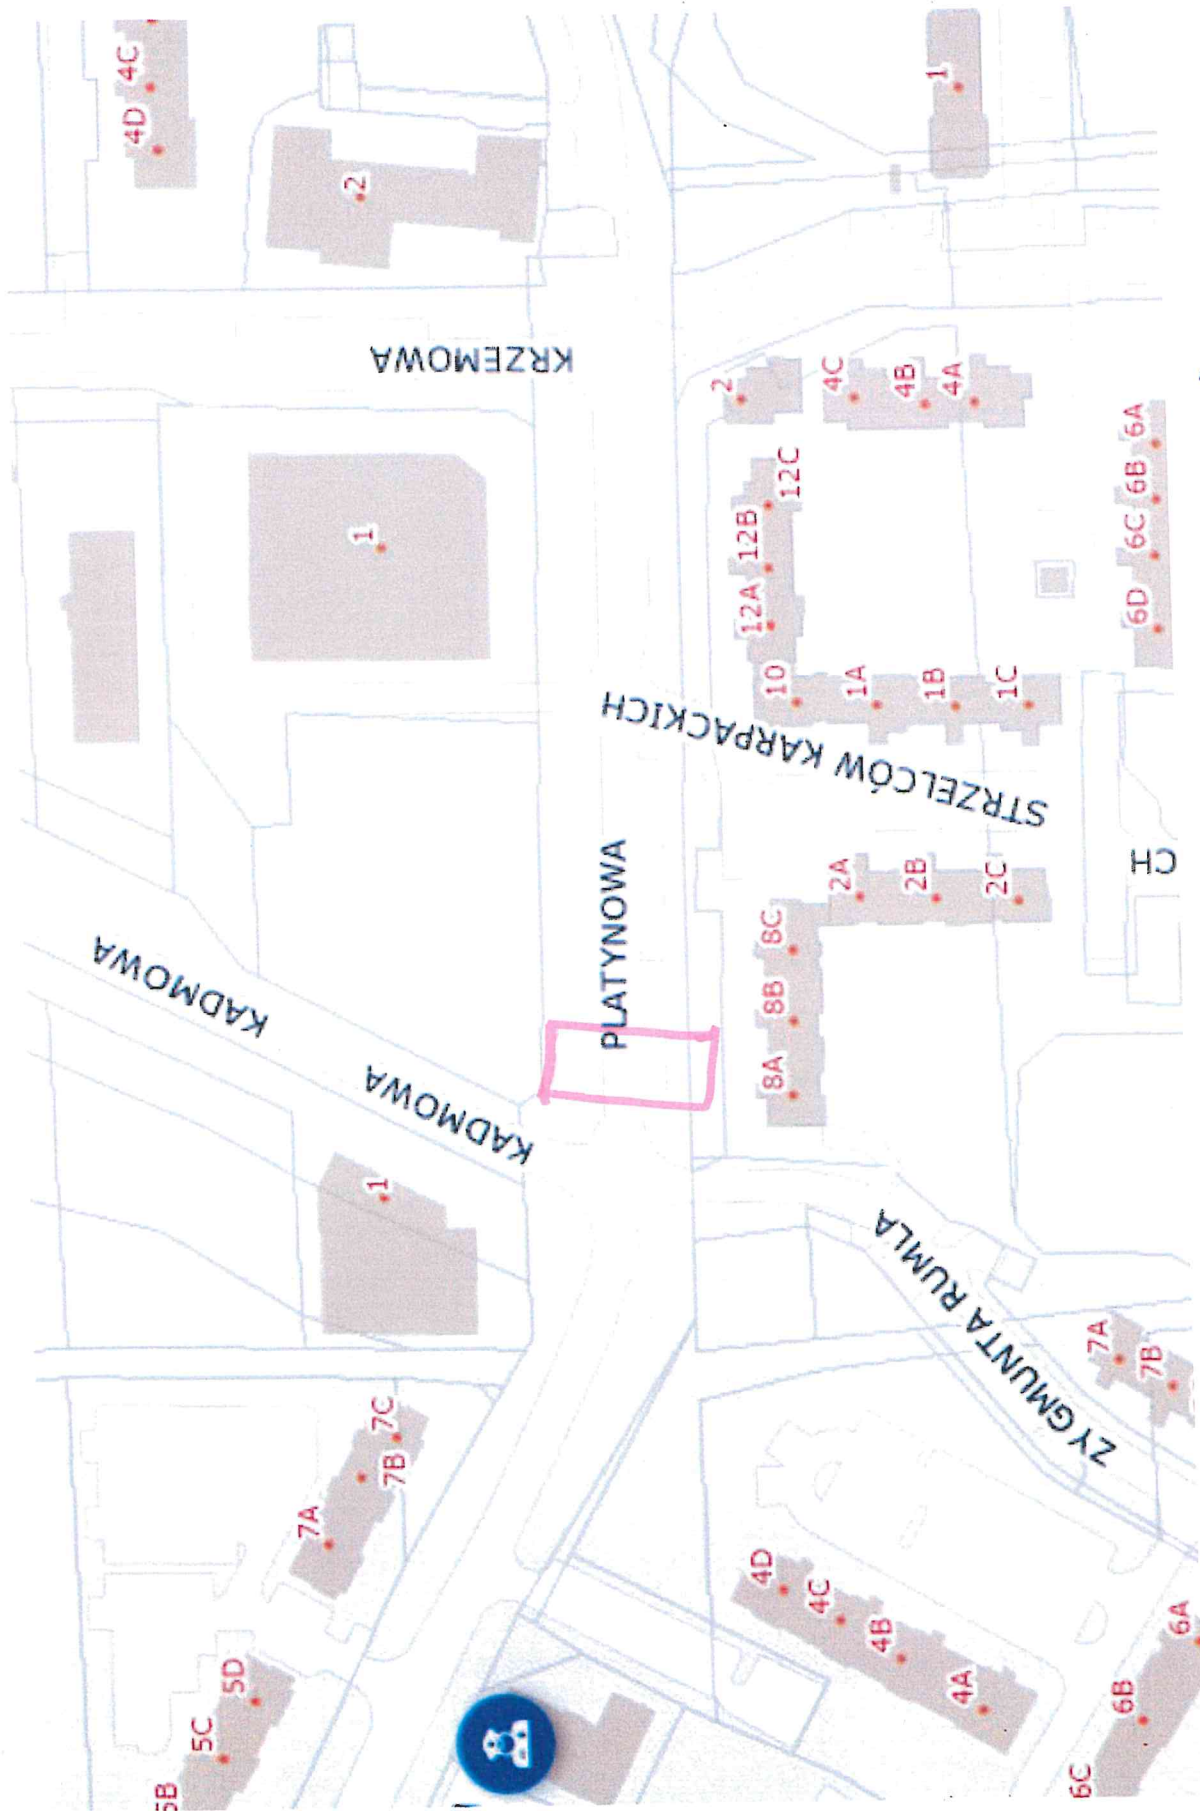 4C
4D
2
1
KRZEMOWA
2
4C
4B
4A
1
12C
12B
12A
6A
6B
6C
6D
10
1A
1B
1C
STRZELCÓW KARPACKICH
CH
KADMOWA
PLATYNOWA
2A
2B
2C
8C
8B
8A
KADMOWA
1
ZYGMUNTA RUMLA
7A
7B
7C
7B
7A
4D
4C
4B
4A
5D
5C
5B
6A
6B
6C